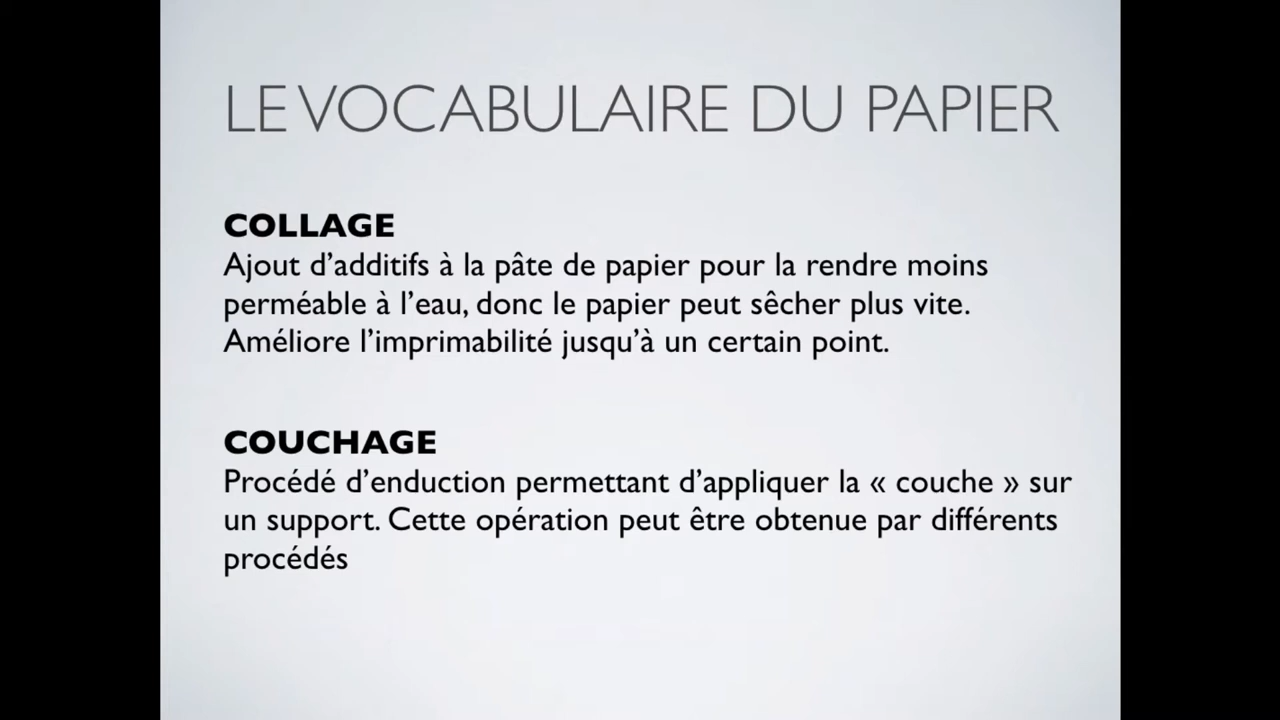 LE VOCABULAIRE DU PAPIER
COLLAGE
Ajout d’additifs à la pâte de papier pour la rendre moins
perméable à l’eau, donc le papier peut sêcher plus vite.
Améliore l’imprimabilité jusqu’à un certain point.
COUCHAGE
Procédé d’enduction permettant d’appliquer la « couche » sur
un support. Cette opération peut être obtenue par différents
procédés